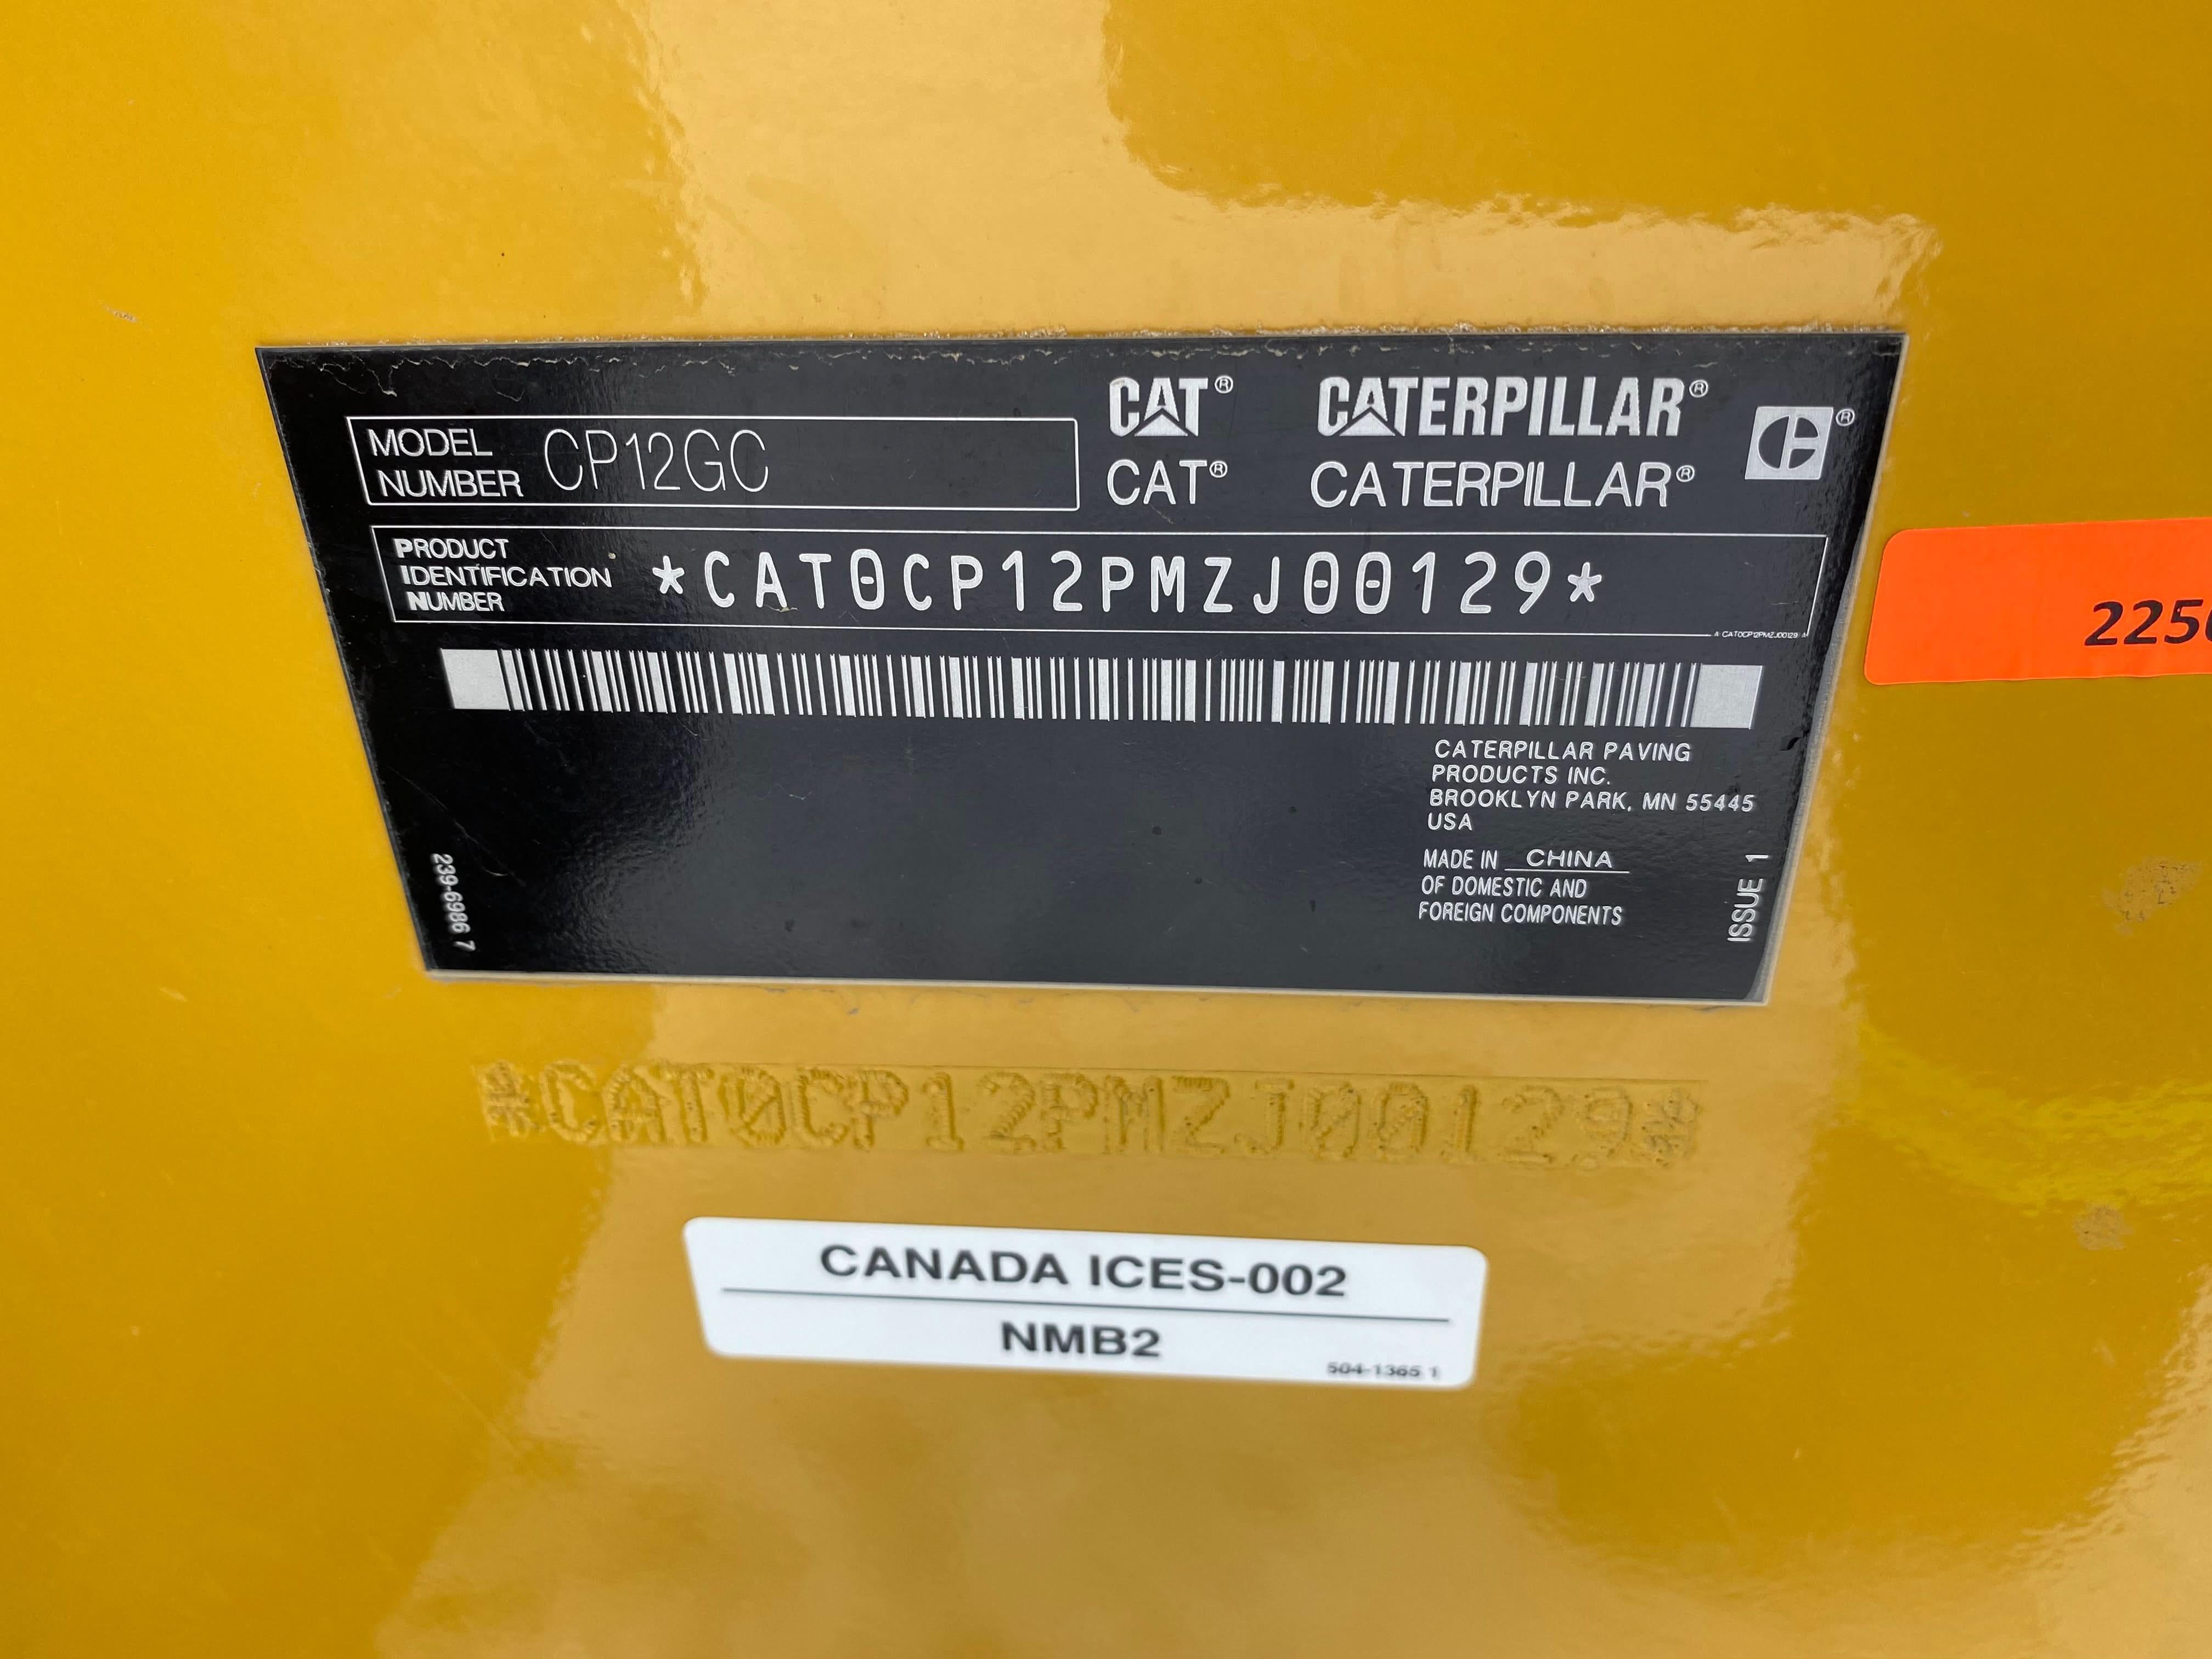 CAT® CATERPILLAR®
MODEL NUMBER CP12GC
CAT® CATERPILLAR®
PRODUCT IDENTIFICATION NUMBER *CAT0CP12PMZJ00129*
* CAT0CP12PMZJ00129 *
CATERPILLAR PAVING
PRODUCTS INC.
BROOKLYN PARK, MN 55445
USA
MADE IN CHINA
OF DOMESTIC AND
FOREIGN COMPONENTS
239-6986 7
ISSUE 1
*CAT0CP12PMZJ00129*
CANADA ICES-002
NMB2
504-1365 1